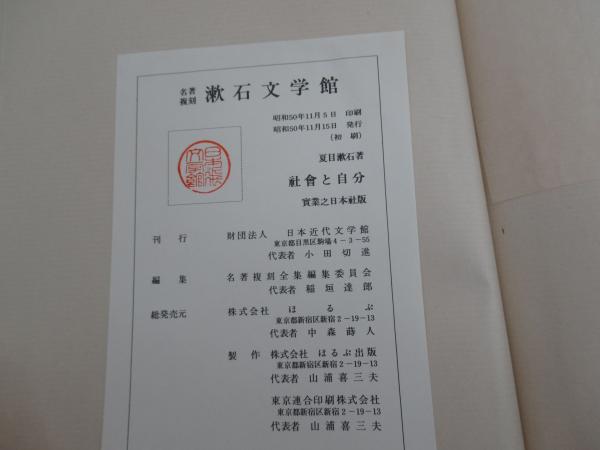 名著複刻 漱石文学館
昭和50年11月5日 印刷
昭和50年11月15日 発行
(初刷)
夏目漱石著
社會と自分
實業之日本社版
刊行 財団法人 日本近代文学館
東京都目黒区駒場4-3-55
代表者 小田切進
編集 名著複刻全集編集委員会
代表者 稲垣達郎
総発売元 株式会社 ほるぷ
東京都新宿区新宿2-19-13
代表者 中森蒔人
製作 株式会社 ほるぷ出版
東京都新宿区新宿2-19-13
代表者 山浦喜三夫
東京連合印刷株式会社
東京都新宿区新宿2-19-13
代表者 山浦喜三夫